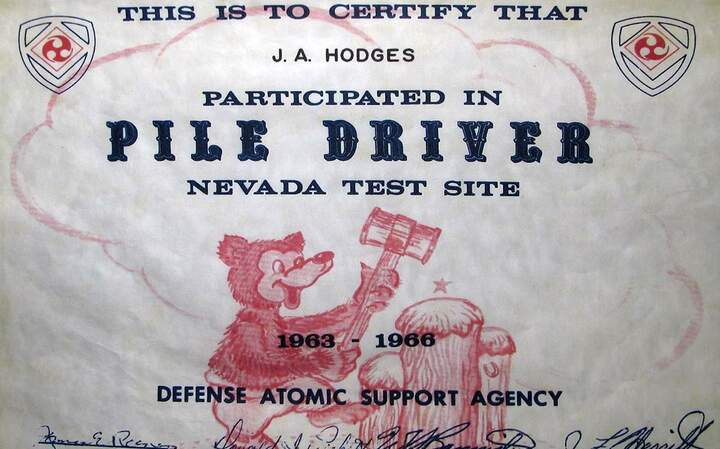 THIS IS TO CERTIFY THAT
J. A. HODGES
PARTICIPATED IN
PILE DRIVER
NEVADA TEST SITE
1963 - 1966
DEFENSE ATOMIC SUPPORT AGENCY